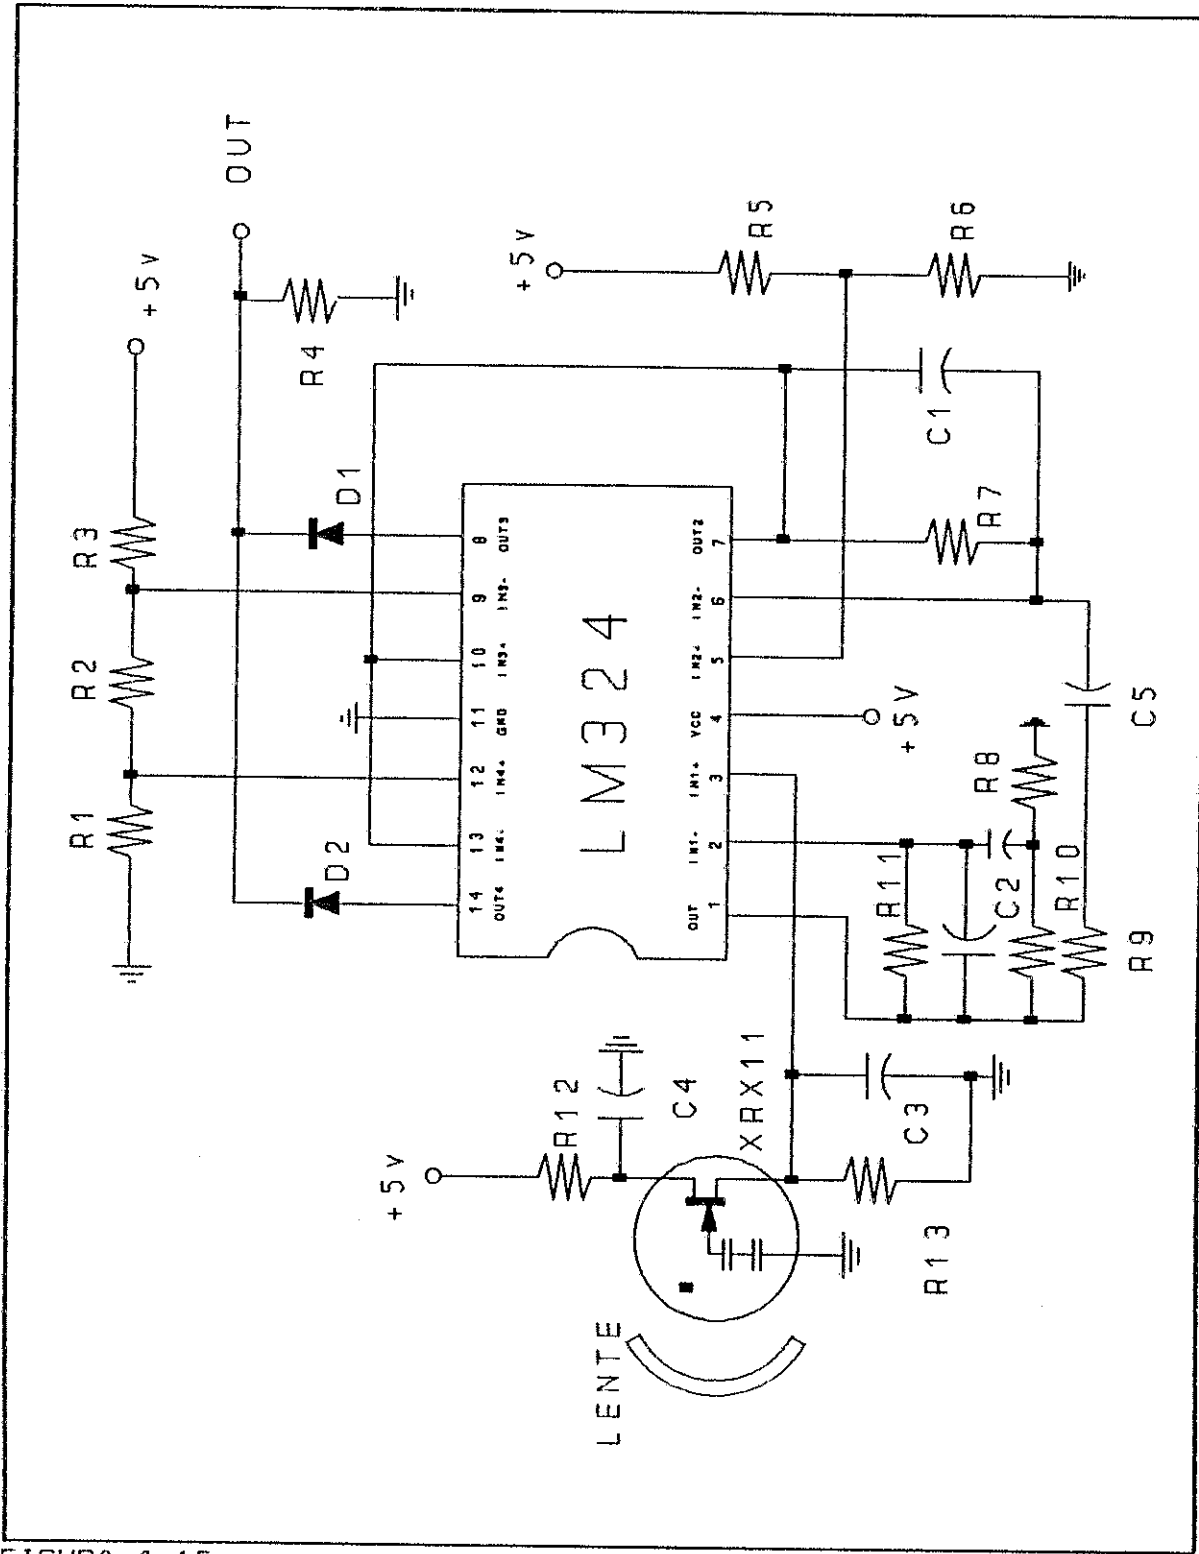 OUT
+5v
R3
R2
R1
R4
D1
D2
+5v
R5
R6
C1
R7
8 OUT3
9 IN3-
10 IN3+
11 GND
12 IN4+
13 IN4-
14 OUT4
LM324
OUT2 7
IN2- 6
IN2+ 5
VCC 4
IN1+ 3
IN1- 2
OUT 1
+5V
R8
C5
R11
C2
R10
R9
+5v
R12
C4
XRX11
C3
R13
LENTE